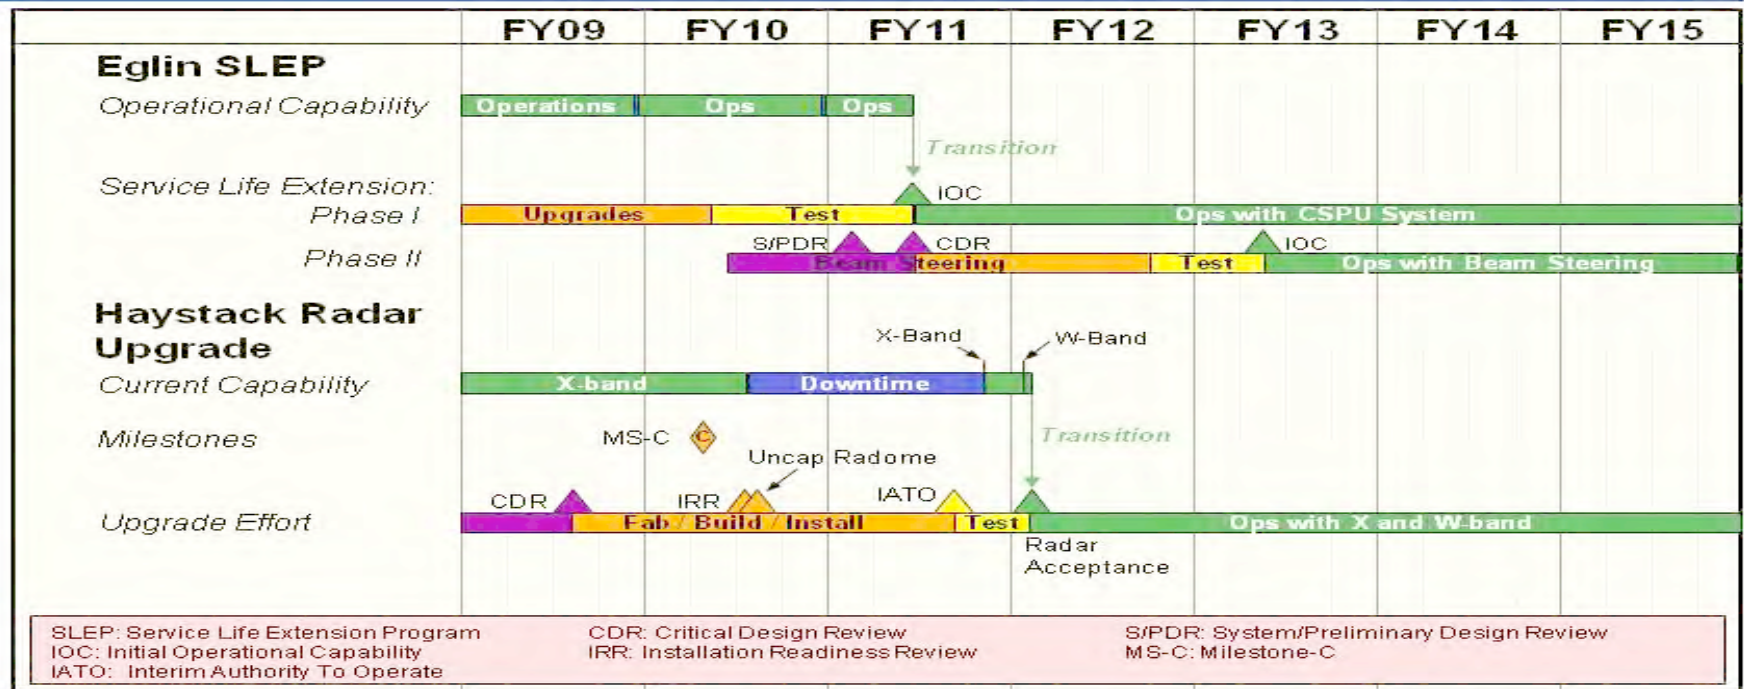 FY09 FY10 FY11 FY12 FY13 FY14 FY15
Eglin SLEP
Operational Capability Operations Ops Ops
Transition
Service Life Extension: IOC
Phase I Upgrades Test Ops with CSPU System
S/PDR CDR IOC
Phase II Beam Steering Test Ops with Beam Steering
Haystack Radar
Upgrade
X-Band W-Band
Current Capability X-band Downtime
Milestones MS-C C Transition
Uncap Radome
CDR IRR IATO
Upgrade Effort Fab / Build / Install Test Ops with X and W-band
Radar
Acceptance
SLEP: Service Life Extension Program CDR: Critical Design Review S/PDR: System/Preliminary Design Review
IOC: Initial Operational Capability IRR: Installation Readiness Review MS-C: Milestone-C
IATO: Interim Authority To Operate